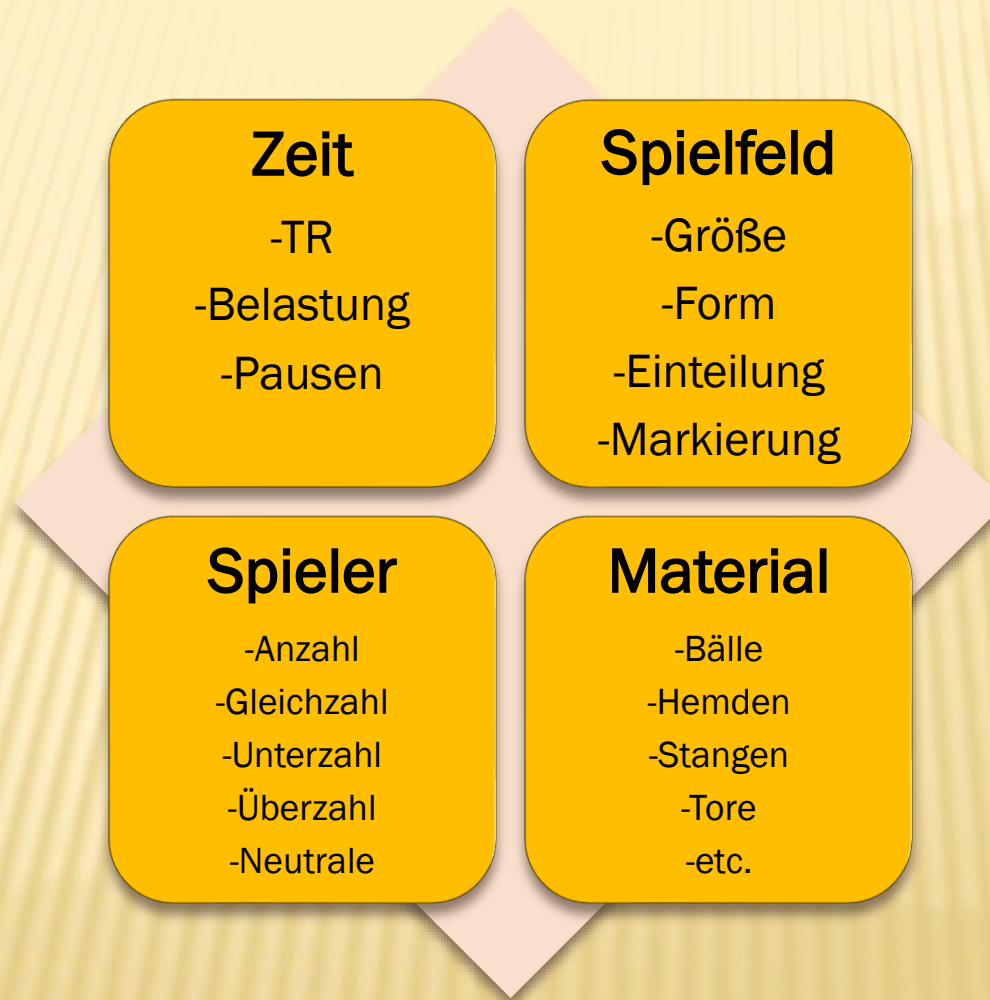 Zeit
-TR
-Belastung
-Pausen
Spielfeld
-Größe
-Form
-Einteilung
-Markierung
Spieler
-Anzahl
-Gleichzahl
-Unterzahl
-Überzahl
-Neutrale
Material
-Bälle
-Hemden
-Stangen
-Tore
-etc.